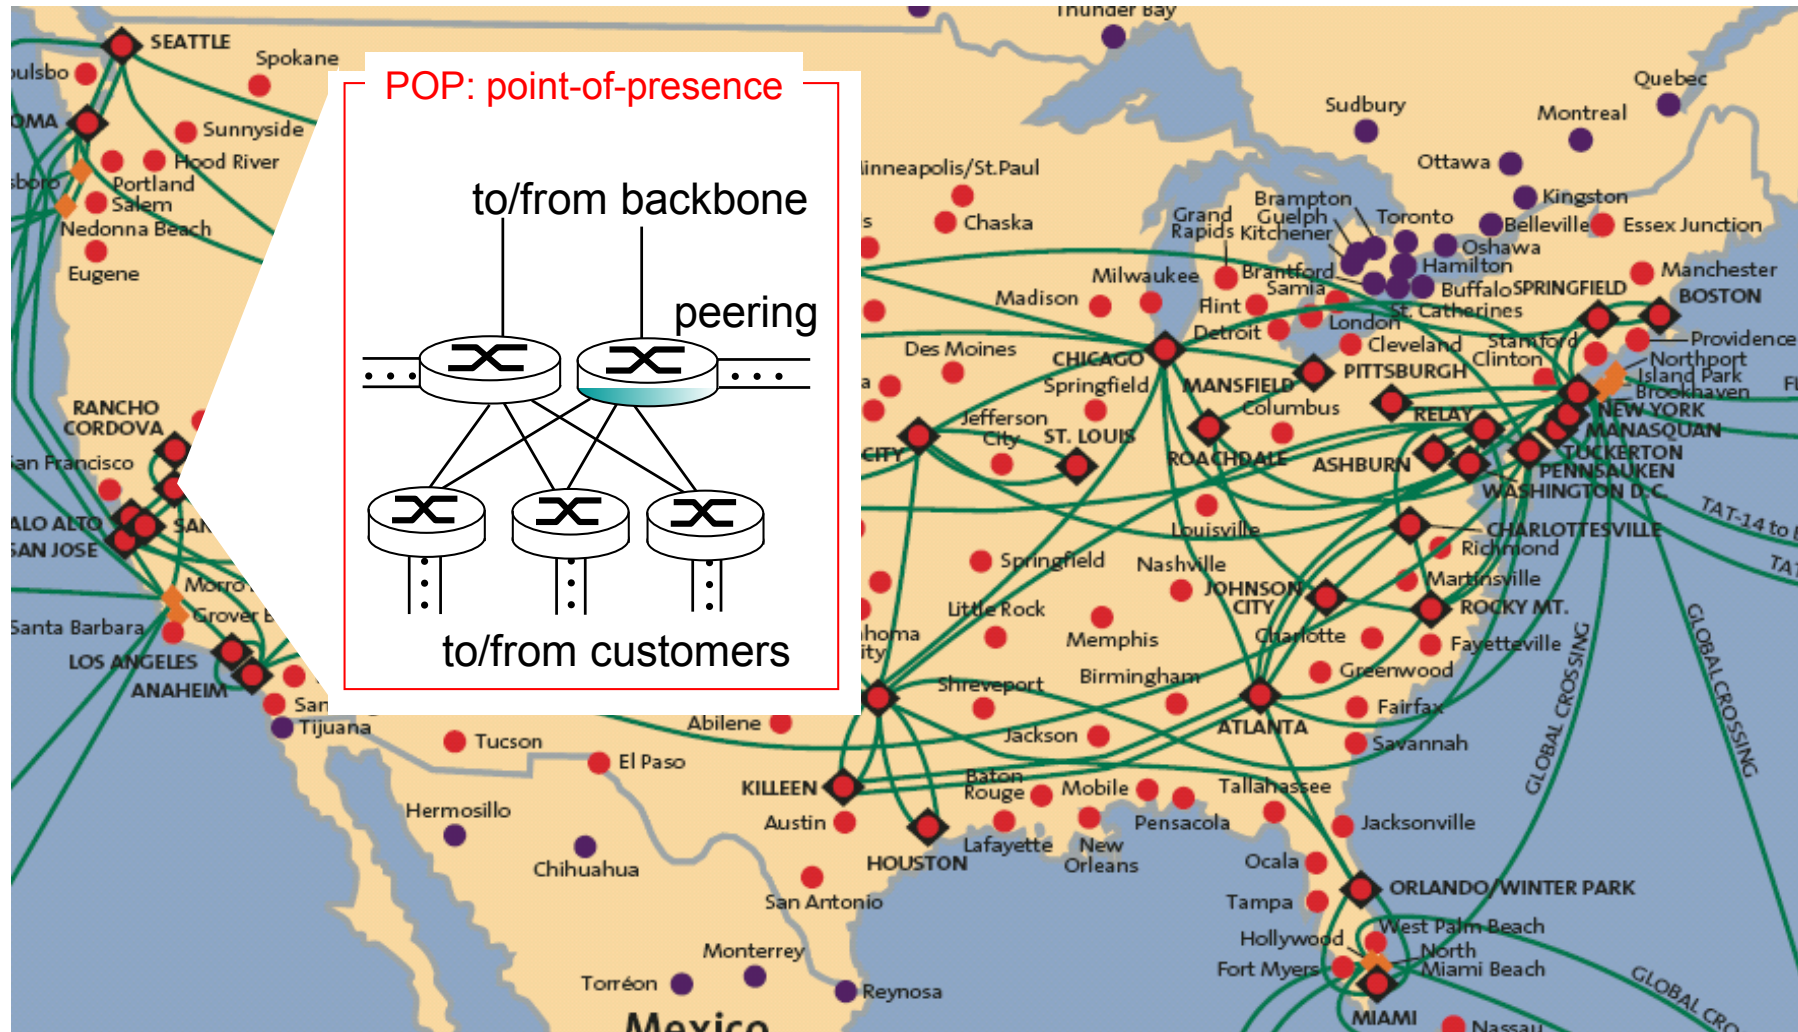 Thunder Bay
SEATTLE
Spokane
POP: point-of-presence
Quebec
Sudbury
Montreal
Sunnyside
Hood River
Portland
Salem
Nedonna Beach
Eugene
to/from backbone
peering
to/from customers
Ottawa
Kingston
Chaska
Brampton
Grand
Rapids
Guelph
Kitchener
Toronto
Belleville
Essex Junction
Oshawa
Hamilton
Milwaukee
Brantford
Manchester
Madison
Flint
Buffalo
SPRINGFIELD
BOSTON
St. Catherines
London
Detroit
Cleveland
Stamford
Providence
Des Moines
CHICAGO
Clinton
Northport
Springfield
MANSFIELD
PITTSBURGH
Island Park
Brookhaven
RANCHO
CORDOVA
Jefferson
City
Columbus
RELAY
NEW YORK
ST. LOUIS
MANASQUAN
CITY
ROACHDALE
ASHBURN
TUCKERTON
PENNSAUKEN
WASHINGTON D.C.
SAN JOSE
Louisville
CHARLOTTESVILLE
TAT-14 to
Richmond
Springfield
Nashville
JOHNSON
CITY
Martinsville
Little Rock
ROCKY MT.
Santa Barbara
Memphis
Charlotte
Fayetteville
LOS ANGELES
Greenwood
ANAHEIM
Shreveport
Birmingham
Fairfax
Tijuana
Abilene
Jackson
ATLANTA
Savannah
GLOBAL CROSSING
GLOBAL CROSSING
Tucson
El Paso
KILLEEN
Baton
Rouge
Mobile
Tallahassee
Hermosillo
Austin
Pensacola
Jacksonville
Chihuahua
HOUSTON
Lafayette
New
Orleans
Ocala
San Antonio
ORLANDO/WINTER PARK
Tampa
West Palm Beach
Hollywood
Monterrey
North
Miami Beach
Fort Myers
Torréon
Reynosa
MIAMI
GLOBAL CRO
Mexico
Nassau